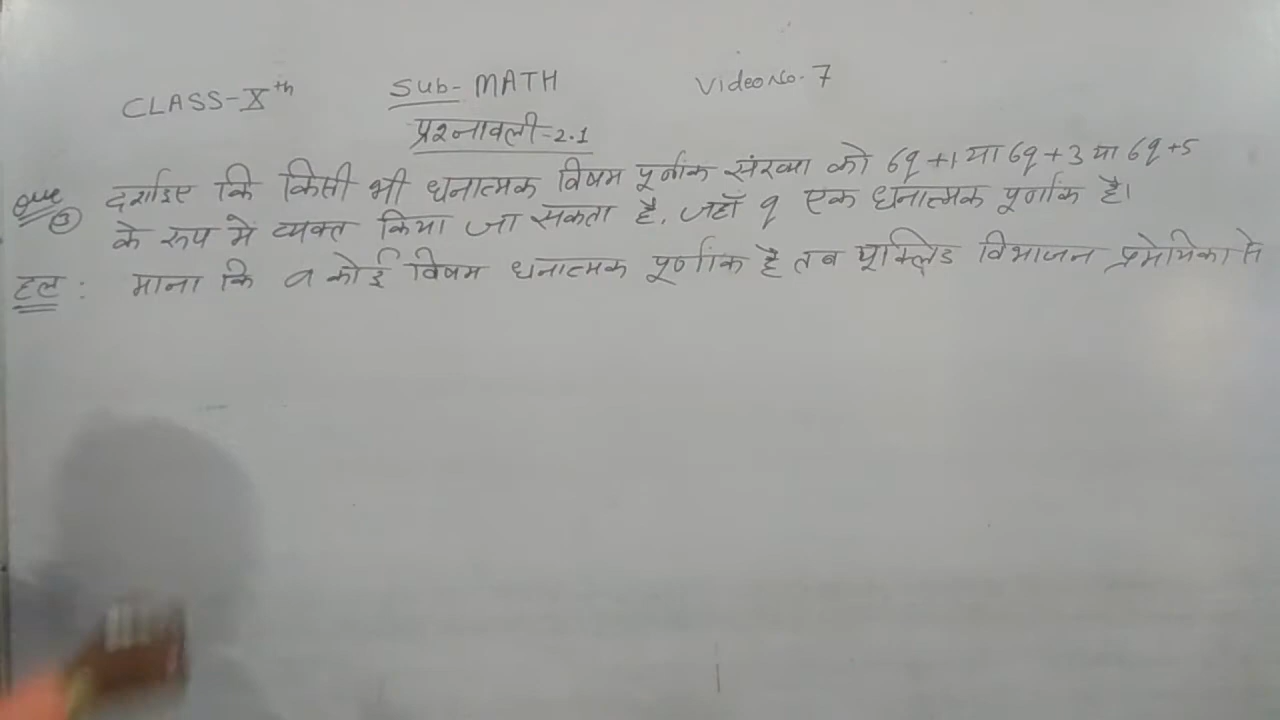 CLASS-Xth Sub-MATH Video No. 7
प्रश्नावली-2.1
Que 3 दर्शाइए कि किसी भी धनात्मक विषम पूर्णांक संख्या को 6q+1 या 6q+3 या 6q+5
के रूप में व्यक्त किया जा सकता है, जहाँ q एक धनात्मक पूर्णांक है।
हल : माना कि a कोई विषम धनात्मक पूर्णांक है तब यूक्लिड विभाजन प्रमेयिका से